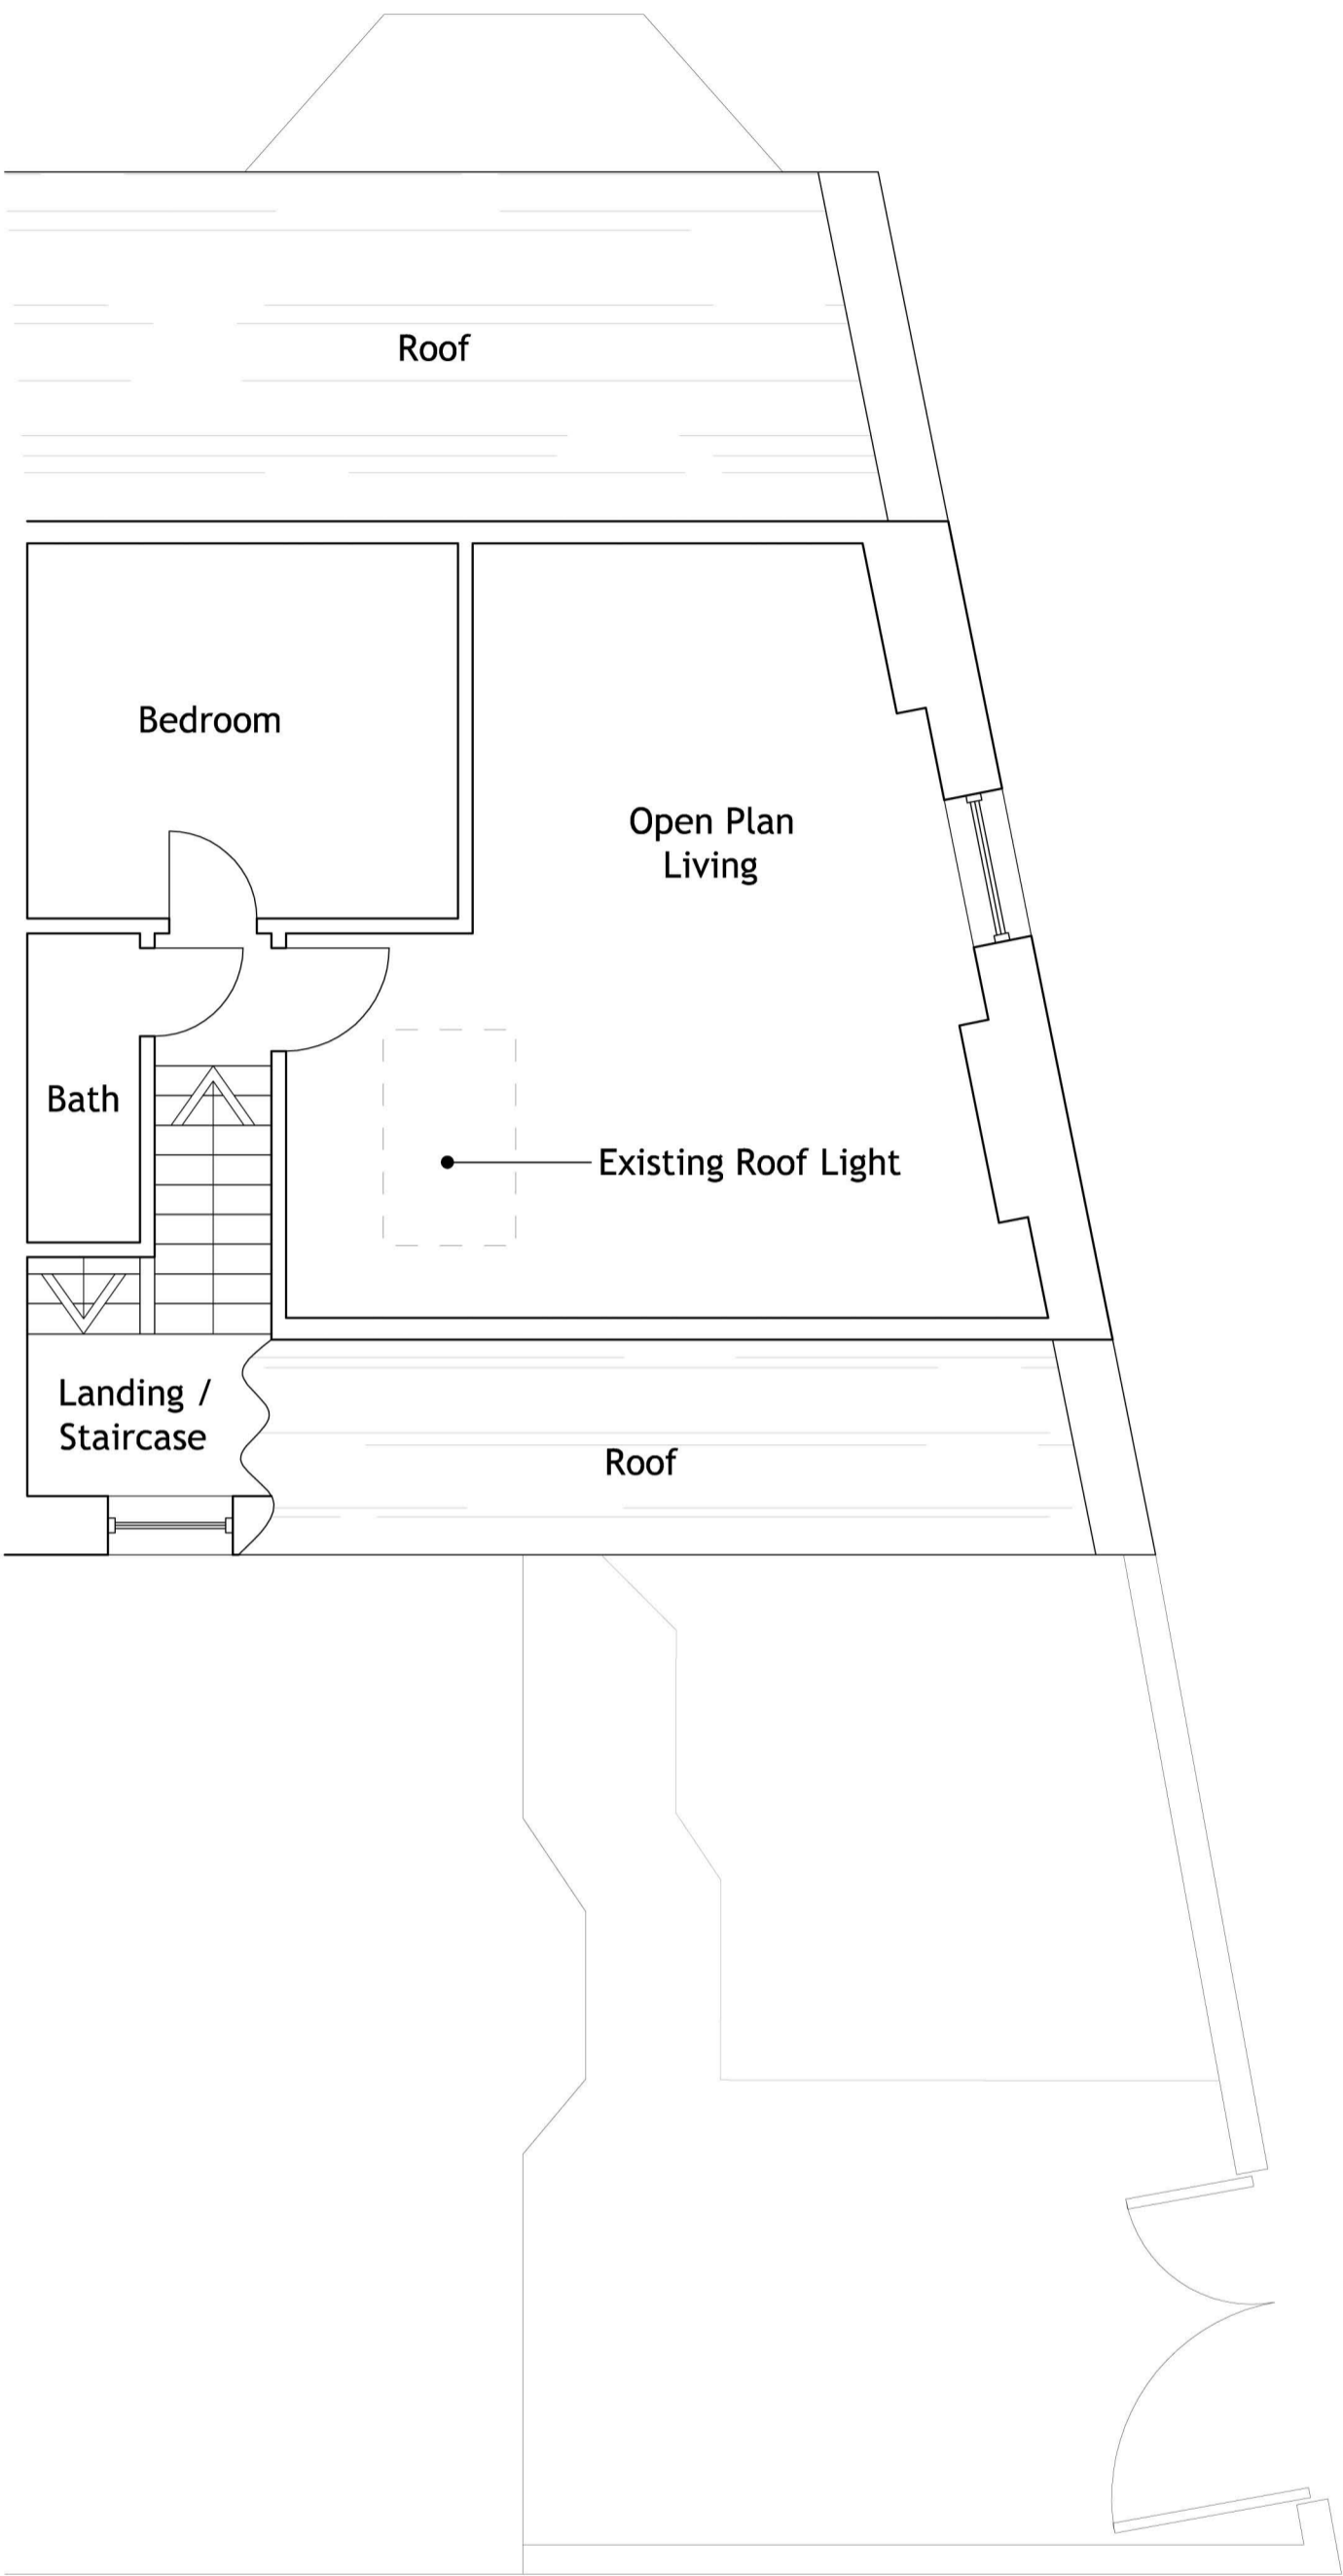 Roof
Bedroom
Open Plan
Living
Bath
Existing Roof Light
Landing /
Staircase
Roof